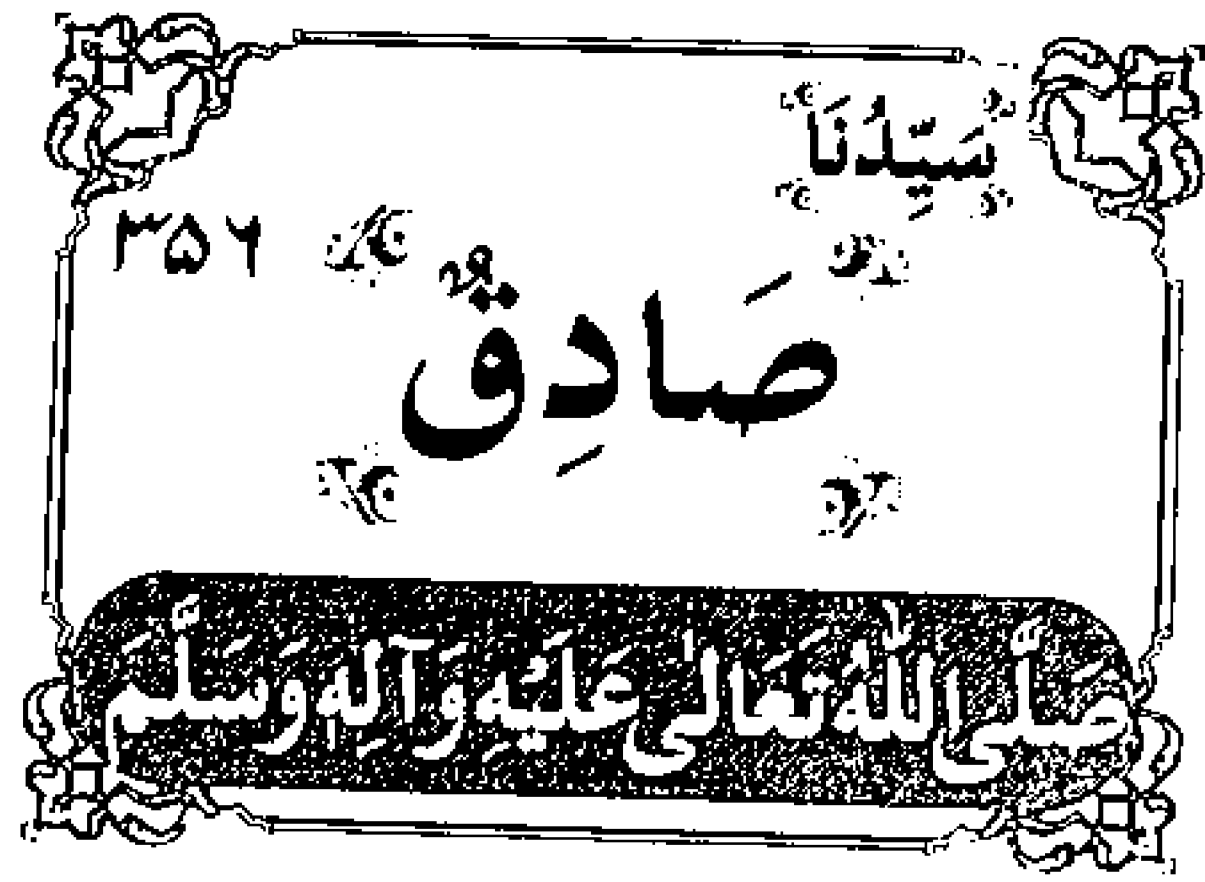 سَيِّدُنَا
۳۵۶
صَادِقٌ
صَلَّى اللّٰهُ تَعَالٰى عَلَيْهِ وَآلِهٖ وَسَلَّمَ